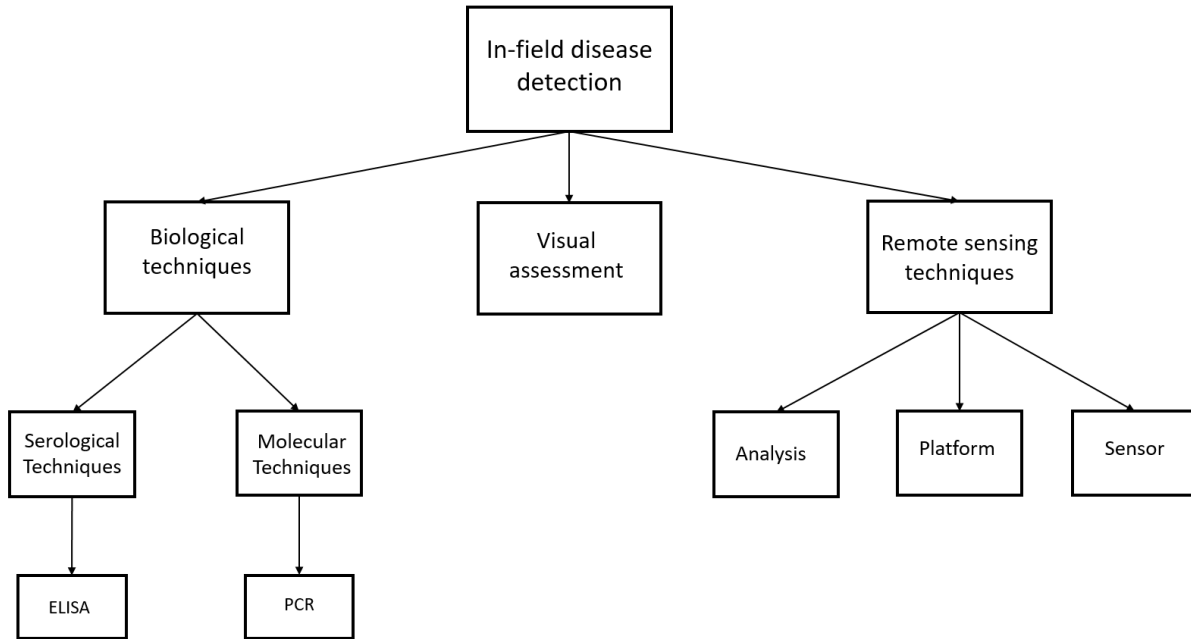 In-field disease
detection
Biological
techniques
Visual
assessment
Remote sensing
techniques
Serological
Techniques
Molecular
Techniques
Analysis
Platform
Sensor
ELISA
PCR